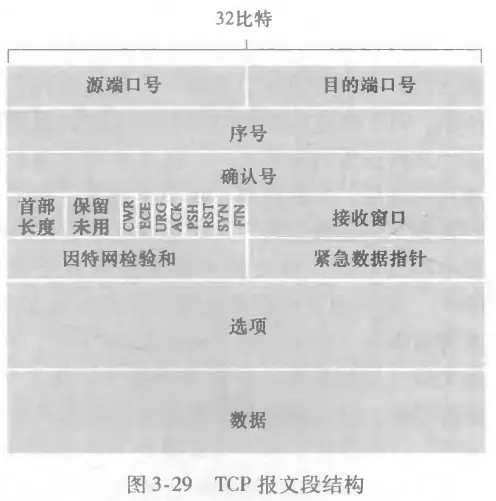 32比特
源端口号 目的端口号
序号
确认号
首部 保留 CWR ECE URG ACK PSH RST SYN FIN 接收窗口
长度 未用
因特网检验和 紧急数据指针
选项
数据
图 3-29 TCP 报文段结构